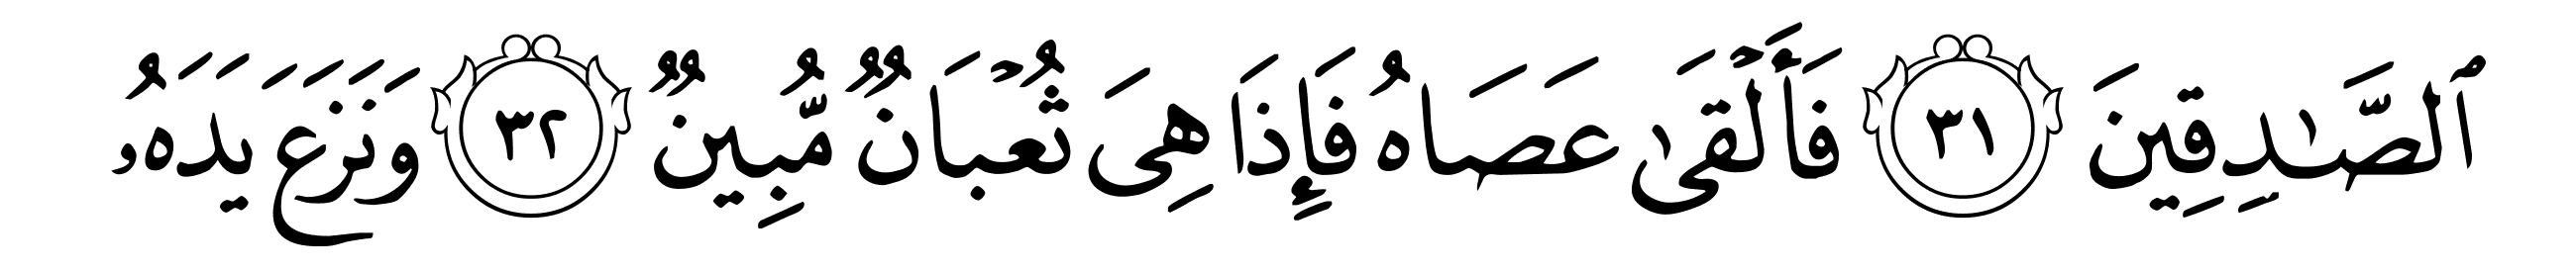 ٱلصَّـٰدِقِينَ ٣١ فَأَلْقَىٰ عَصَاهُ فَإِذَا هِىَ ثُعْبَانٌ مُّبِينٌ ٣٢ وَنَزَعَ يَدَهُۥ